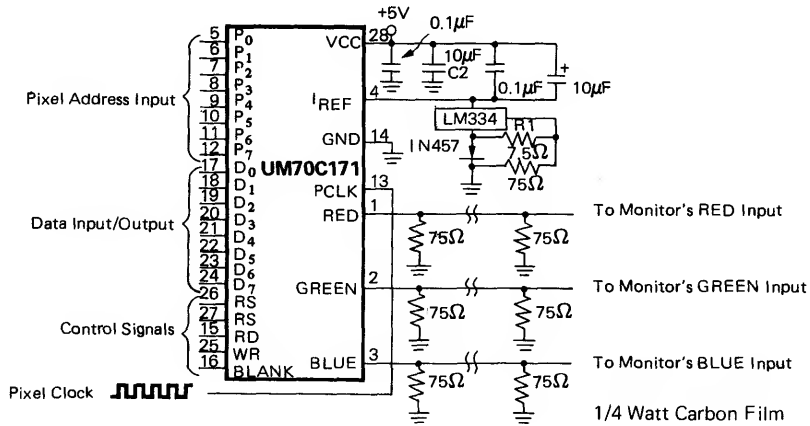 +5V
0.1μF
5 P0
6 P1
7 P2
8 P3
9 P4
10 P5
11 P6
12 P7
17 D0
18 D1
19 D2
20 D3
21 D4
22 D5
23 D6
24 D7
26 RS
27 RS
15 RD
25 WR
16 BLANK
Pixel Address Input
Data Input/Output
Control Signals
Pixel Clock
UM70C171
VCC 28
IREF 4
GND 14
PCLK 13
RED 1
GREEN 2
BLUE 3
10μF
C2
0.1μF
+
10μF
LM334
R1
IN457
7.5Ω
75Ω
75Ω
75Ω
To Monitor's RED Input
75Ω
75Ω
To Monitor's GREEN Input
75Ω
75Ω
To Monitor's BLUE Input
1/4 Watt Carbon Film